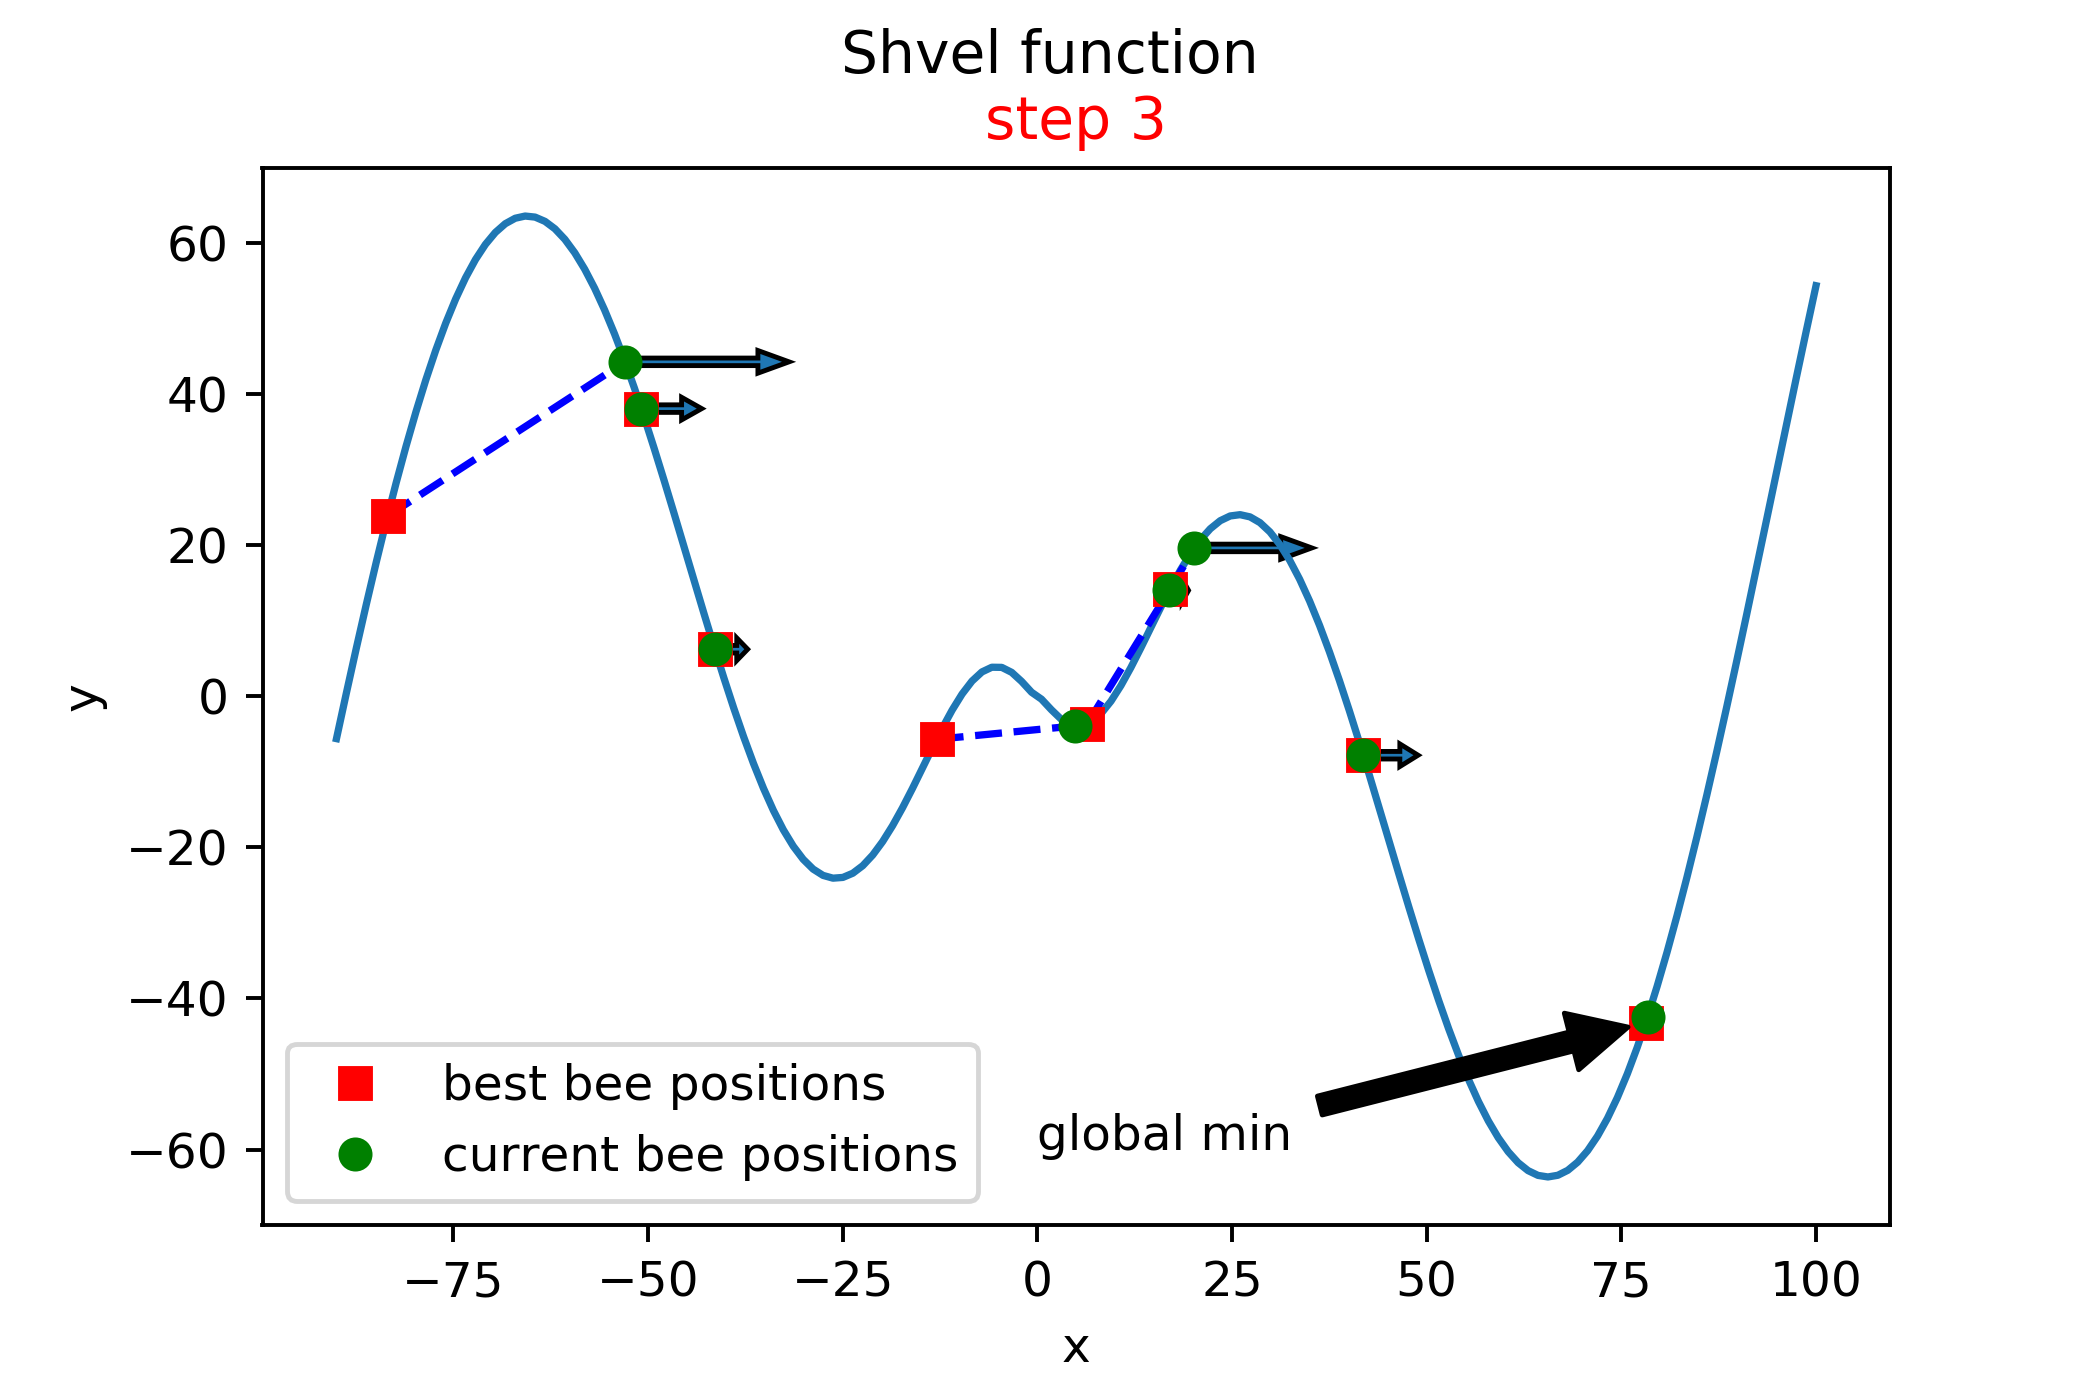 Shvel function
step 3
60
40
20
0
−20
−40
−60
y
best bee positions
current bee positions
global min
−75 −50 −25 0 25 50 75 100
x